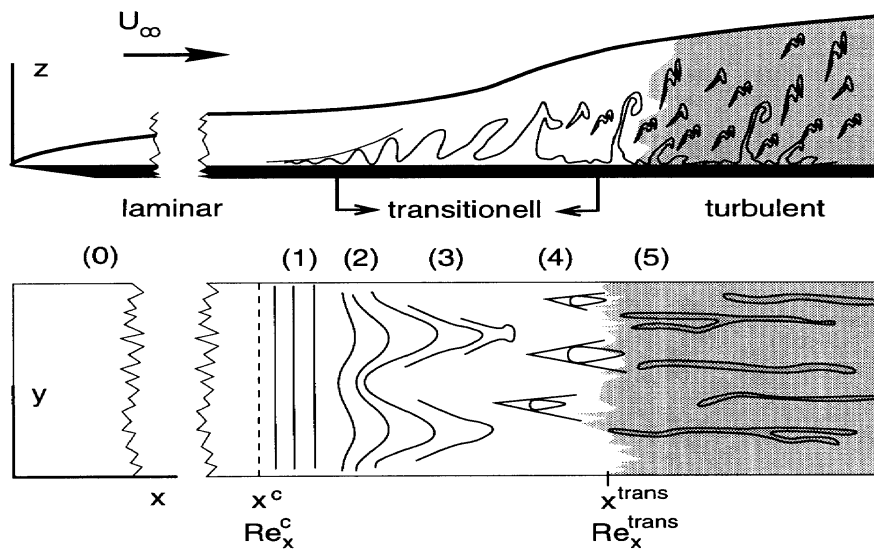 U∞
z
laminar transitionell turbulent
(0) (1) (2) (3) (4) (5)
y
x x^c x^trans
Re_x^c Re_x^trans